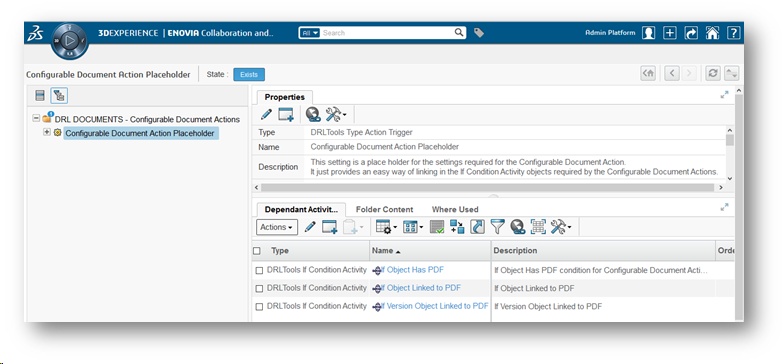 3DEXPERIENCE | ENOVIA Collaboration and..
All Search
Admin Platform
Configurable Document Action Placeholder State : Exists
DRL DOCUMENTS - Configurable Document Actions
Configurable Document Action Placeholder
Properties
Type DRLTools Type Action Trigger
Name Configurable Document Action Placeholder
Description This setting is a place holder for the settings required for the Configurable Document Action.
It just provides an easy way of linking in the If Condition Activity objects required by the Configurable Document Actions.
Dependant Activit... Folder Content Where Used
Actions
Type Name Description Orde
DRLTools If Condition Activity If Object Has PDF If Object Has PDF condition for Configurable Document Acti...
DRLTools If Condition Activity If Object Linked to PDF If Object Linked to PDF
DRLTools If Condition Activity If Version Object Linked to PDF If Version Object Linked to PDF